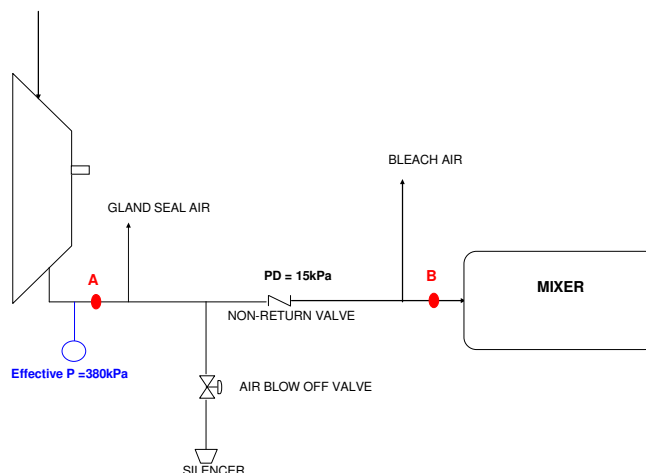 BLEACH AIR
GLAND SEAL AIR
A
PD = 15kPa
B
MIXER
NON-RETURN VALVE
Effective P =380kPa
AIR BLOW OFF VALVE
SILENCER